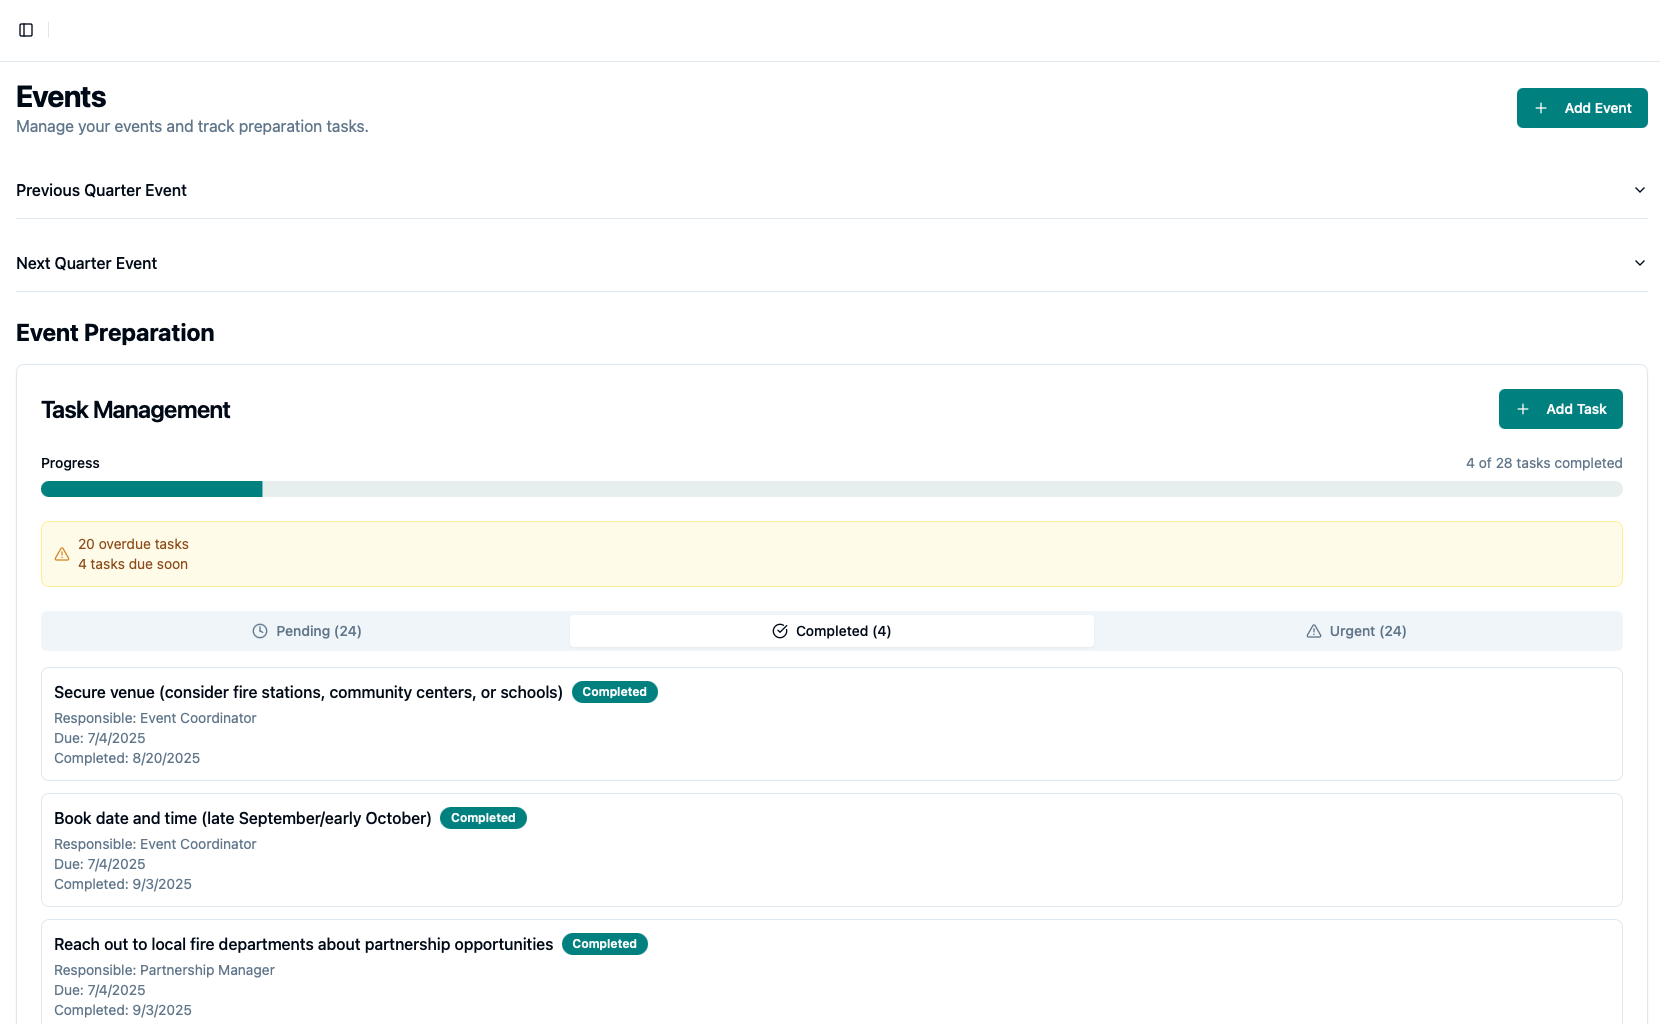 Events
Manage your events and track preparation tasks.
Add Event
Previous Quarter Event
Next Quarter Event
Event Preparation
Task Management
Add Task
Progress
4 of 28 tasks completed
20 overdue tasks
4 tasks due soon
Pending (24)
Completed (4)
Urgent (24)
Secure venue (consider fire stations, community centers, or schools) Completed
Responsible: Event Coordinator
Due: 7/4/2025
Completed: 8/20/2025
Book date and time (late September/early October) Completed
Responsible: Event Coordinator
Due: 7/4/2025
Completed: 9/3/2025
Reach out to local fire departments about partnership opportunities Completed
Responsible: Partnership Manager
Due: 7/4/2025
Completed: 9/3/2025